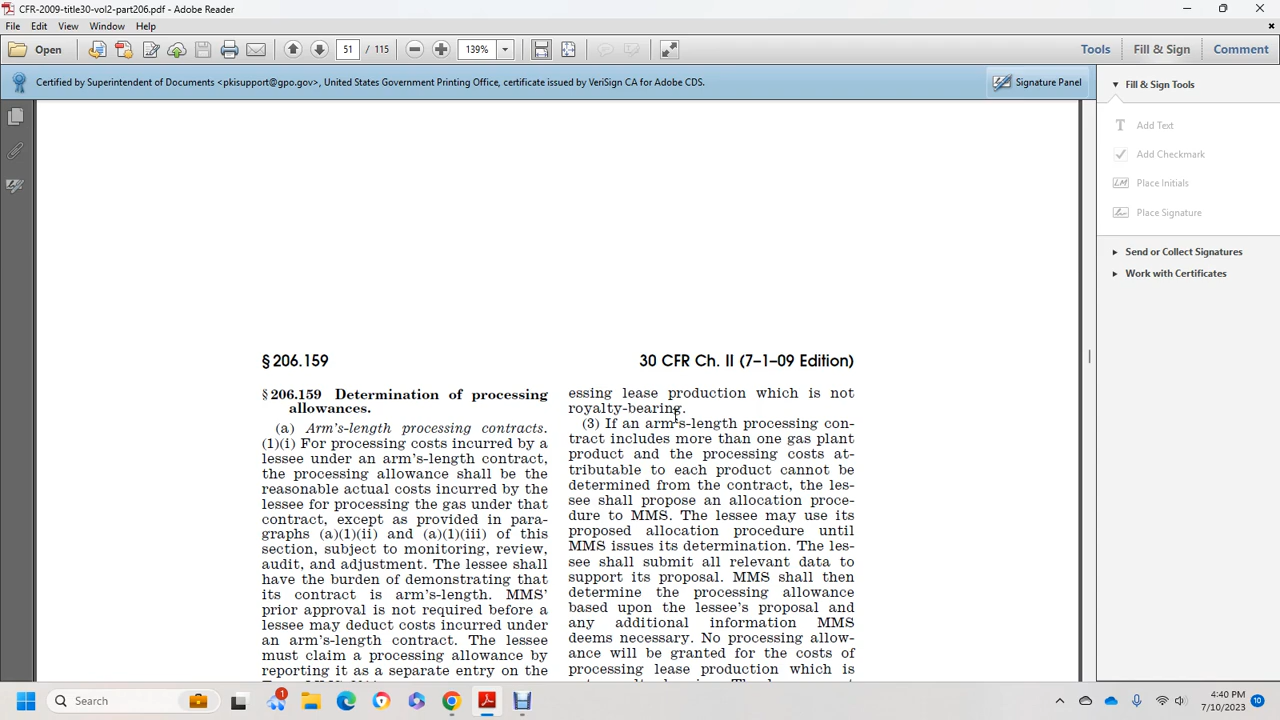 CFR-2009-title30-vol2-part206.pdf - Adobe Reader
File Edit View Window Help
Open 51 / 115 139% Tools Fill & Sign Comment
Certified by Superintendent of Documents <pkisupport@gpo.gov>, United States Government Printing Office, certificate issued by VeriSign CA for Adobe CDS.
Signature Panel
Fill & Sign Tools
T Add Text
Add Checkmark
LM Place Initials
Place Signature
Send or Collect Signatures
Work with Certificates
§ 206.159
30 CFR Ch. II (7–1–09 Edition)
§ 206.159 Determination of processing
allowances.
(a) Arm's-length processing contracts.
(1)(i) For processing costs incurred by a
lessee under an arm's-length contract,
the processing allowance shall be the
reasonable actual costs incurred by the
lessee for processing the gas under that
contract, except as provided in para-
graphs (a)(1)(ii) and (a)(1)(iii) of this
section, subject to monitoring, review,
audit, and adjustment. The lessee shall
have the burden of demonstrating that
its contract is arm's-length. MMS'
prior approval is not required before a
lessee may deduct costs incurred under
an arm's-length contract. The lessee
must claim a processing allowance by
reporting it as a separate entry on the
essing lease production which is not
royalty-bearing.
(3) If an arm's-length processing con-
tract includes more than one gas plant
product and the processing costs at-
tributable to each product cannot be
determined from the contract, the les-
see shall propose an allocation proce-
dure to MMS. The lessee may use its
proposed allocation procedure until
MMS issues its determination. The les-
see shall submit all relevant data to
support its proposal. MMS shall then
determine the processing allowance
based upon the lessee's proposal and
any additional information MMS
deems necessary. No processing allow-
ance will be granted for the costs of
processing lease production which is
Search
1
4:40 PM
7/10/2023
10